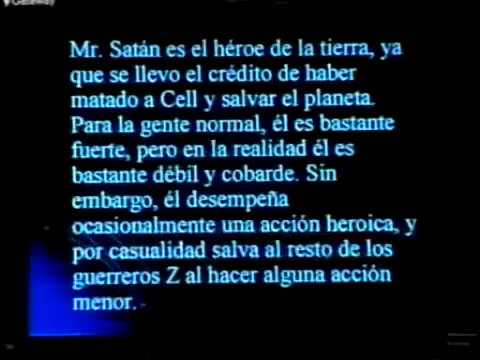 Gateway
Mr. Satán es el héroe de la tierra, ya
que se llevo el crédito de haber
matado a Cell y salvar el planeta.
Para la gente normal, él es bastante
fuerte, pero en la realidad él es
bastante débil y cobarde. Sin
embargo, él desempeña
ocasionalmente una acción heroica, y
por casualidad salva al resto de los
guerreros Z al hacer alguna acción
menor.